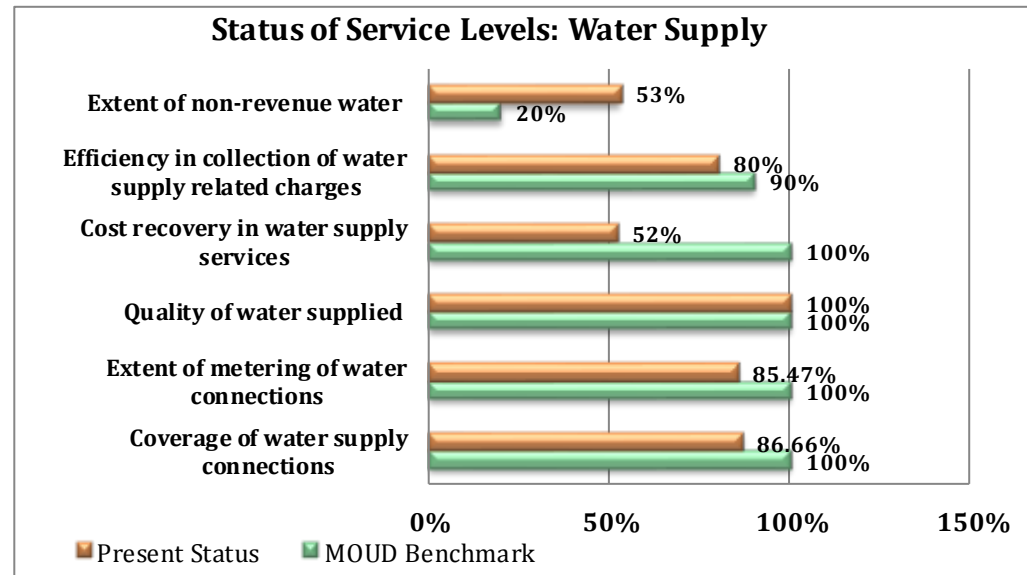 Status of Service Levels: Water Supply
Extent of non-revenue water
53%
20%
Efficiency in collection of water
supply related charges
80%
90%
Cost recovery in water supply
services
52%
100%
Quality of water supplied
100%
100%
Extent of metering of water
connections
85.47%
100%
Coverage of water supply
connections
86.66%
100%
0% 50% 100% 150%
Present Status MOUD Benchmark